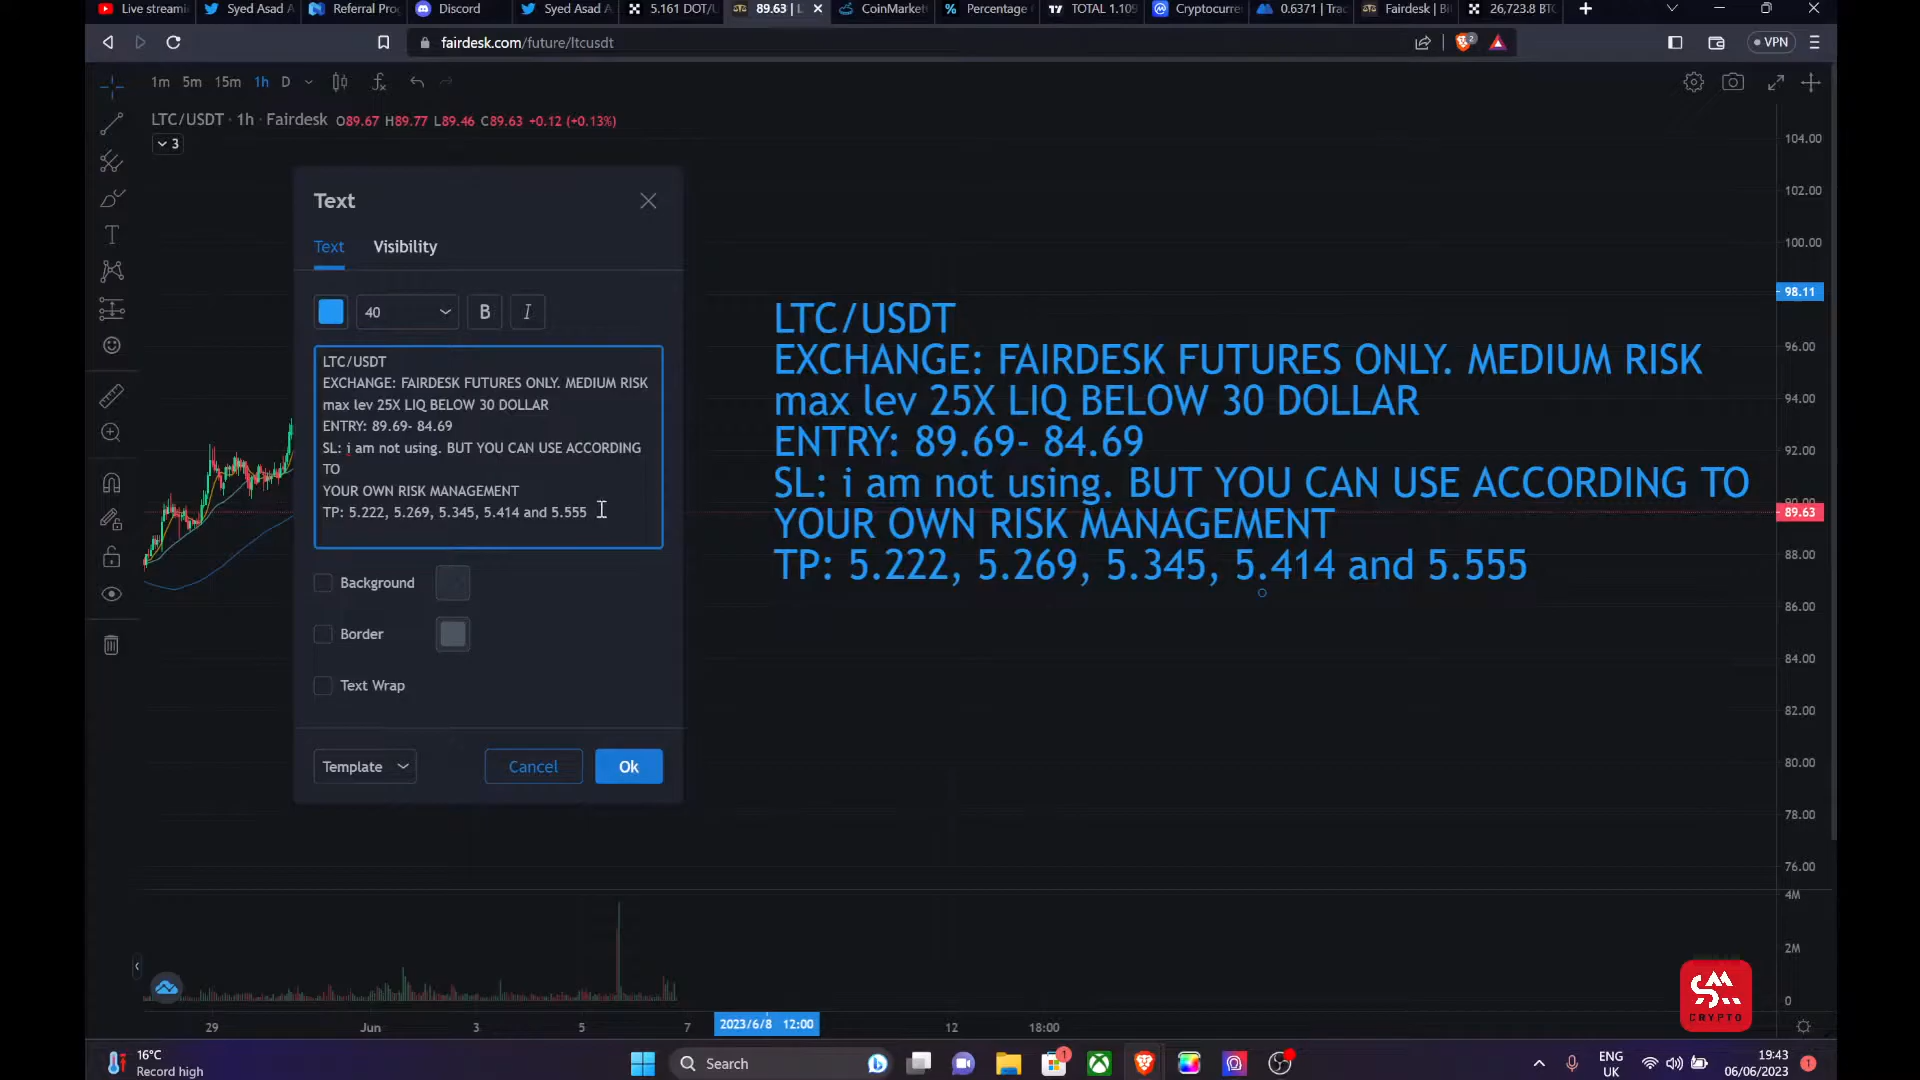 Live streami
Syed Asad A
Referral Pro
Discord
Syed Asad A
5.161 DOT/U
89.63 | L
CoinMarket
Percentage
TOTAL 1.109
Cryptocurre
0.6371 | Tra
Fairdesk | Bi
26,723.8 BT
fairdesk.com/future/ltcusdt
2
VPN
1m 5m 15m 1h D
LTC/USDT · 1h · Fairdesk O89.67 H89.77 L89.46 C89.63 +0.12 (+0.13%)
3
Text
Text Visibility
40 B I
LTC/USDT
EXCHANGE: FAIRDESK FUTURES ONLY. MEDIUM RISK
max lev 25X LIQ BELOW 30 DOLLAR
ENTRY: 89.69- 84.69
SL: i am not using. BUT YOU CAN USE ACCORDING
TO
YOUR OWN RISK MANAGEMENT
TP: 5.222, 5.269, 5.345, 5.414 and 5.555
Background
Border
Text Wrap
Template Cancel Ok
LTC/USDT
EXCHANGE: FAIRDESK FUTURES ONLY. MEDIUM RISK
max lev 25X LIQ BELOW 30 DOLLAR
ENTRY: 89.69- 84.69
SL: i am not using. BUT YOU CAN USE ACCORDING TO
YOUR OWN RISK MANAGEMENT
TP: 5.222, 5.269, 5.345, 5.414 and 5.555
104.00
102.00
100.00
98.11
96.00
94.00
92.00
90.00
89.63
88.00
86.00
84.00
82.00
80.00
78.00
76.00
4M
2M
0
SM
CRYPTO
29 Jun 3 5 7 2023/6/8 12:00 12 18:00
16°C
Record high
Search
1
ENG
UK
19:43
06/06/2023
1